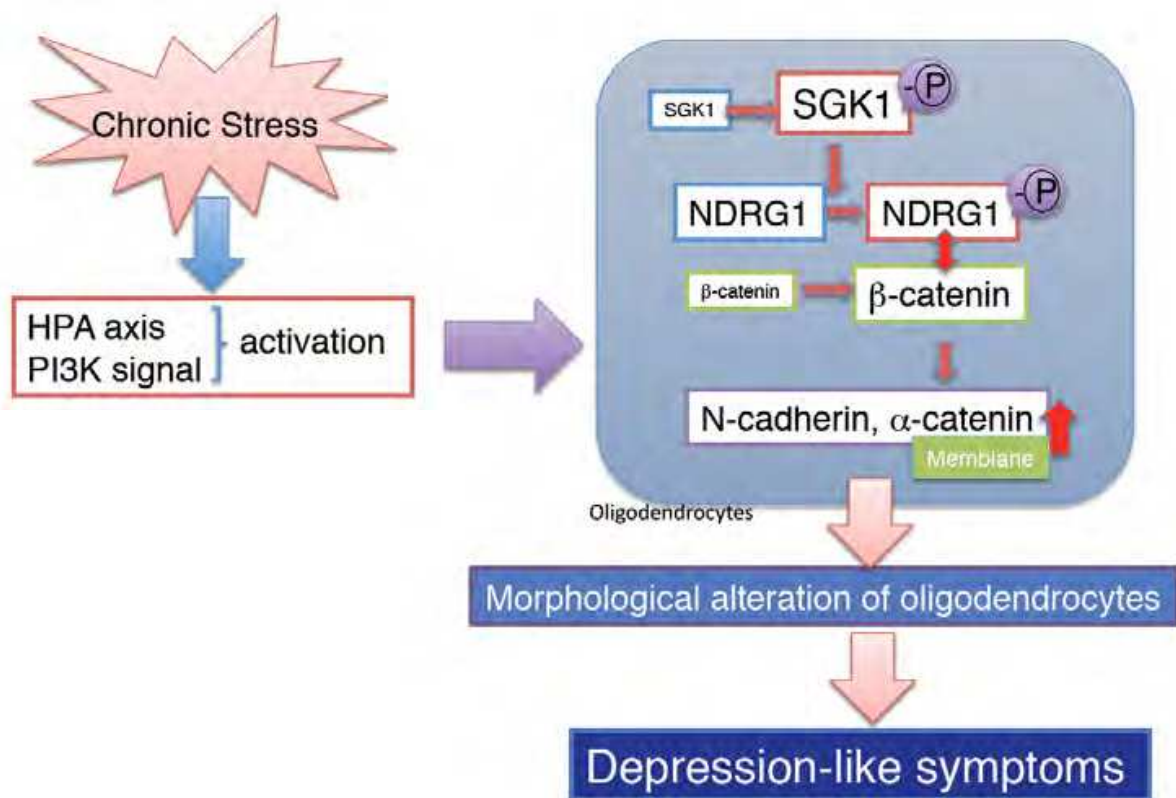 Chronic Stress
HPA axis
PI3K signal
activation
SGK1
SGK1
-P
NDRG1
NDRG1
-P
β-catenin
β-catenin
N-cadherin, α-catenin
Membiane
Oligodendrocytes
Morphological alteration of oligodendrocytes
Depression-like symptoms